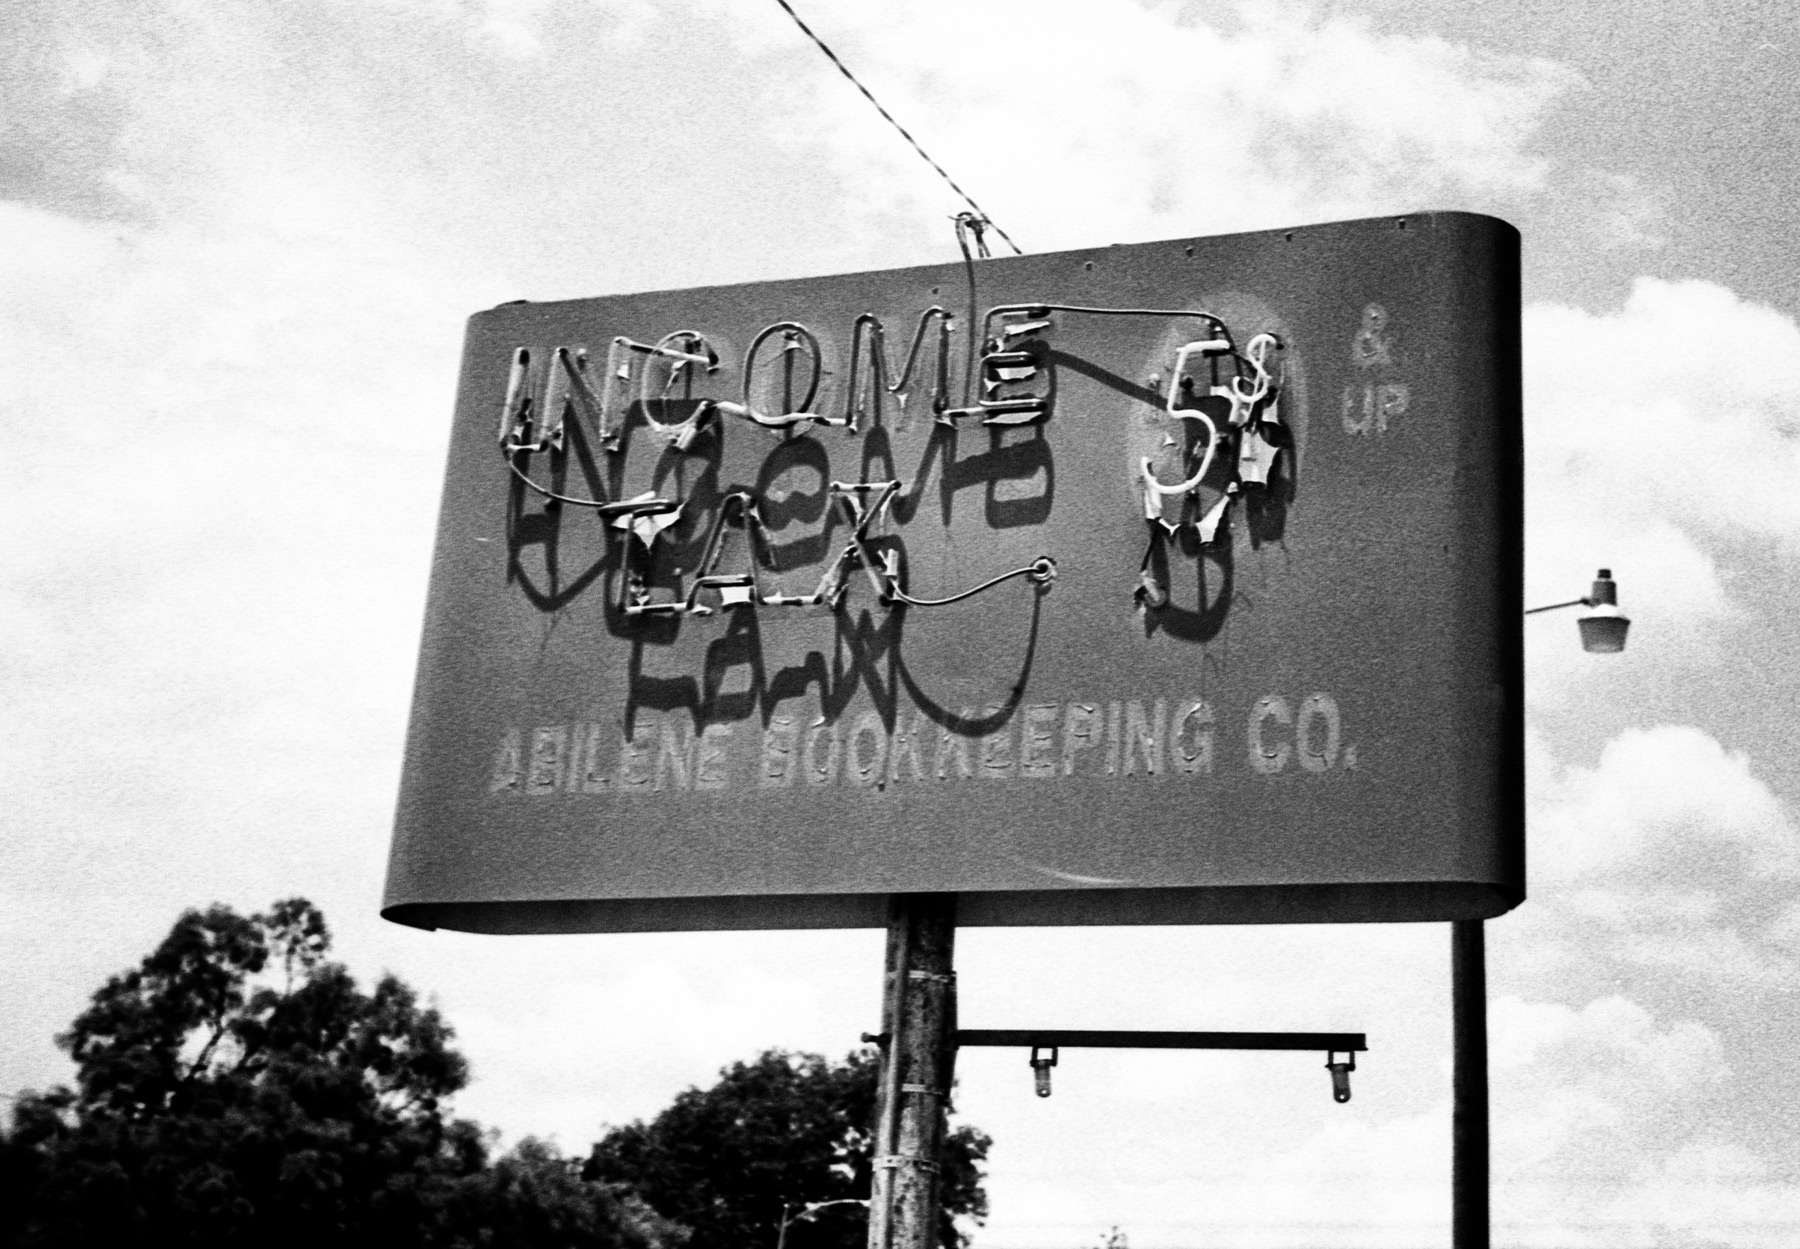 INCOME 5$ & UP
TAX
ABILENE BOOKKEEPING CO.